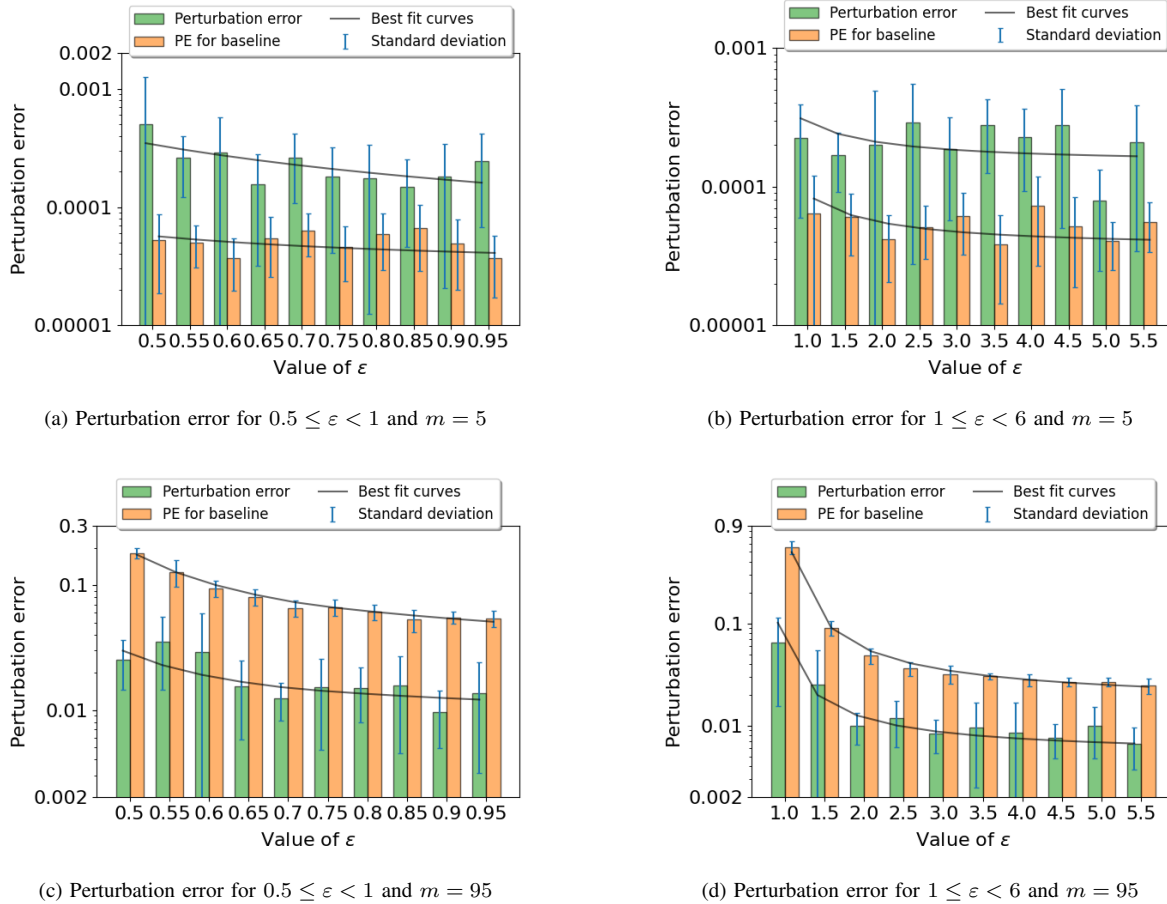 Perturbation error
Best fit curves
PE for baseline
Standard deviation
0.002
0.001
0.0001
0.00001
Perturbation error
0.5 0.55 0.6 0.65 0.7 0.75 0.8 0.85 0.9 0.95
Value of ε
(a) Perturbation error for 0.5 ≤ ε < 1 and m = 5
Perturbation error
Best fit curves
PE for baseline
Standard deviation
0.001
0.0001
0.00001
Perturbation error
1.0 1.5 2.0 2.5 3.0 3.5 4.0 4.5 5.0 5.5
Value of ε
(b) Perturbation error for 1 ≤ ε < 6 and m = 5
Perturbation error
Best fit curves
PE for baseline
Standard deviation
0.3
0.1
0.01
0.002
Perturbation error
0.5 0.55 0.6 0.65 0.7 0.75 0.8 0.85 0.9 0.95
Value of ε
(c) Perturbation error for 0.5 ≤ ε < 1 and m = 95
Perturbation error
Best fit curves
PE for baseline
Standard deviation
0.9
0.1
0.01
0.002
Perturbation error
1.0 1.5 2.0 2.5 3.0 3.5 4.0 4.5 5.0 5.5
Value of ε
(d) Perturbation error for 1 ≤ ε < 6 and m = 95